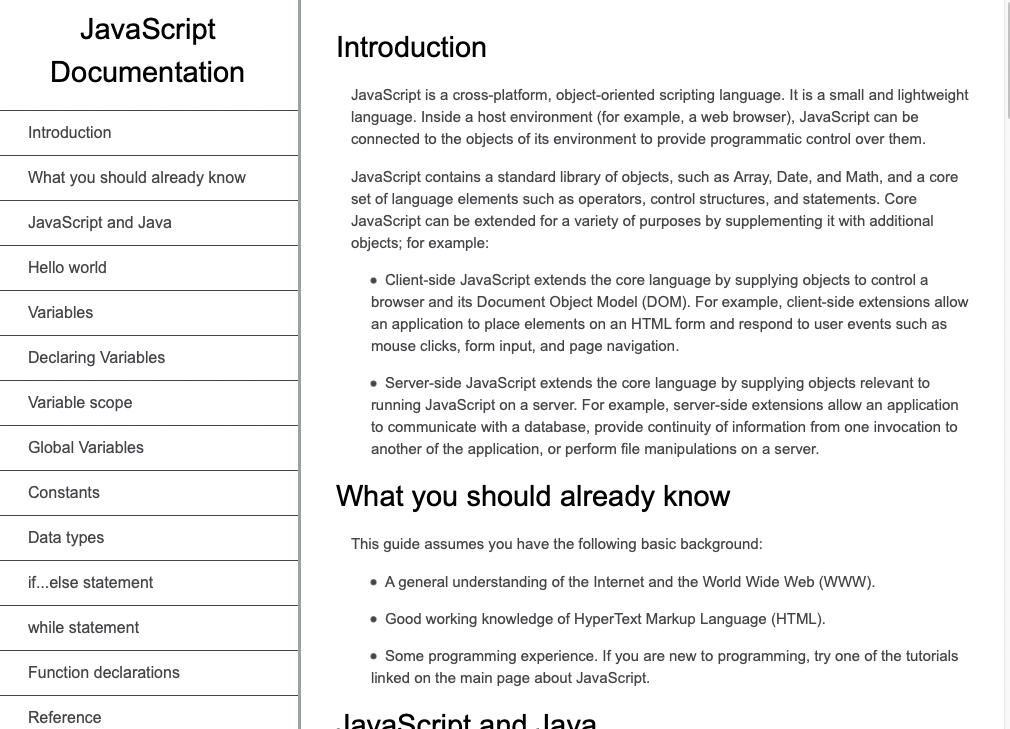 JavaScript
Documentation
Introduction
What you should already know
JavaScript and Java
Hello world
Variables
Declaring Variables
Variable scope
Global Variables
Constants
Data types
if...else statement
while statement
Function declarations
Reference
Introduction
JavaScript is a cross-platform, object-oriented scripting language. It is a small and lightweight
language. Inside a host environment (for example, a web browser), JavaScript can be
connected to the objects of its environment to provide programmatic control over them.
JavaScript contains a standard library of objects, such as Array, Date, and Math, and a core
set of language elements such as operators, control structures, and statements. Core
JavaScript can be extended for a variety of purposes by supplementing it with additional
objects; for example:
• Client-side JavaScript extends the core language by supplying objects to control a
browser and its Document Object Model (DOM). For example, client-side extensions allow
an application to place elements on an HTML form and respond to user events such as
mouse clicks, form input, and page navigation.
• Server-side JavaScript extends the core language by supplying objects relevant to
running JavaScript on a server. For example, server-side extensions allow an application
to communicate with a database, provide continuity of information from one invocation to
another of the application, or perform file manipulations on a server.
What you should already know
This guide assumes you have the following basic background:
• A general understanding of the Internet and the World Wide Web (WWW).
• Good working knowledge of HyperText Markup Language (HTML).
• Some programming experience. If you are new to programming, try one of the tutorials
linked on the main page about JavaScript.
JavaScript and Java